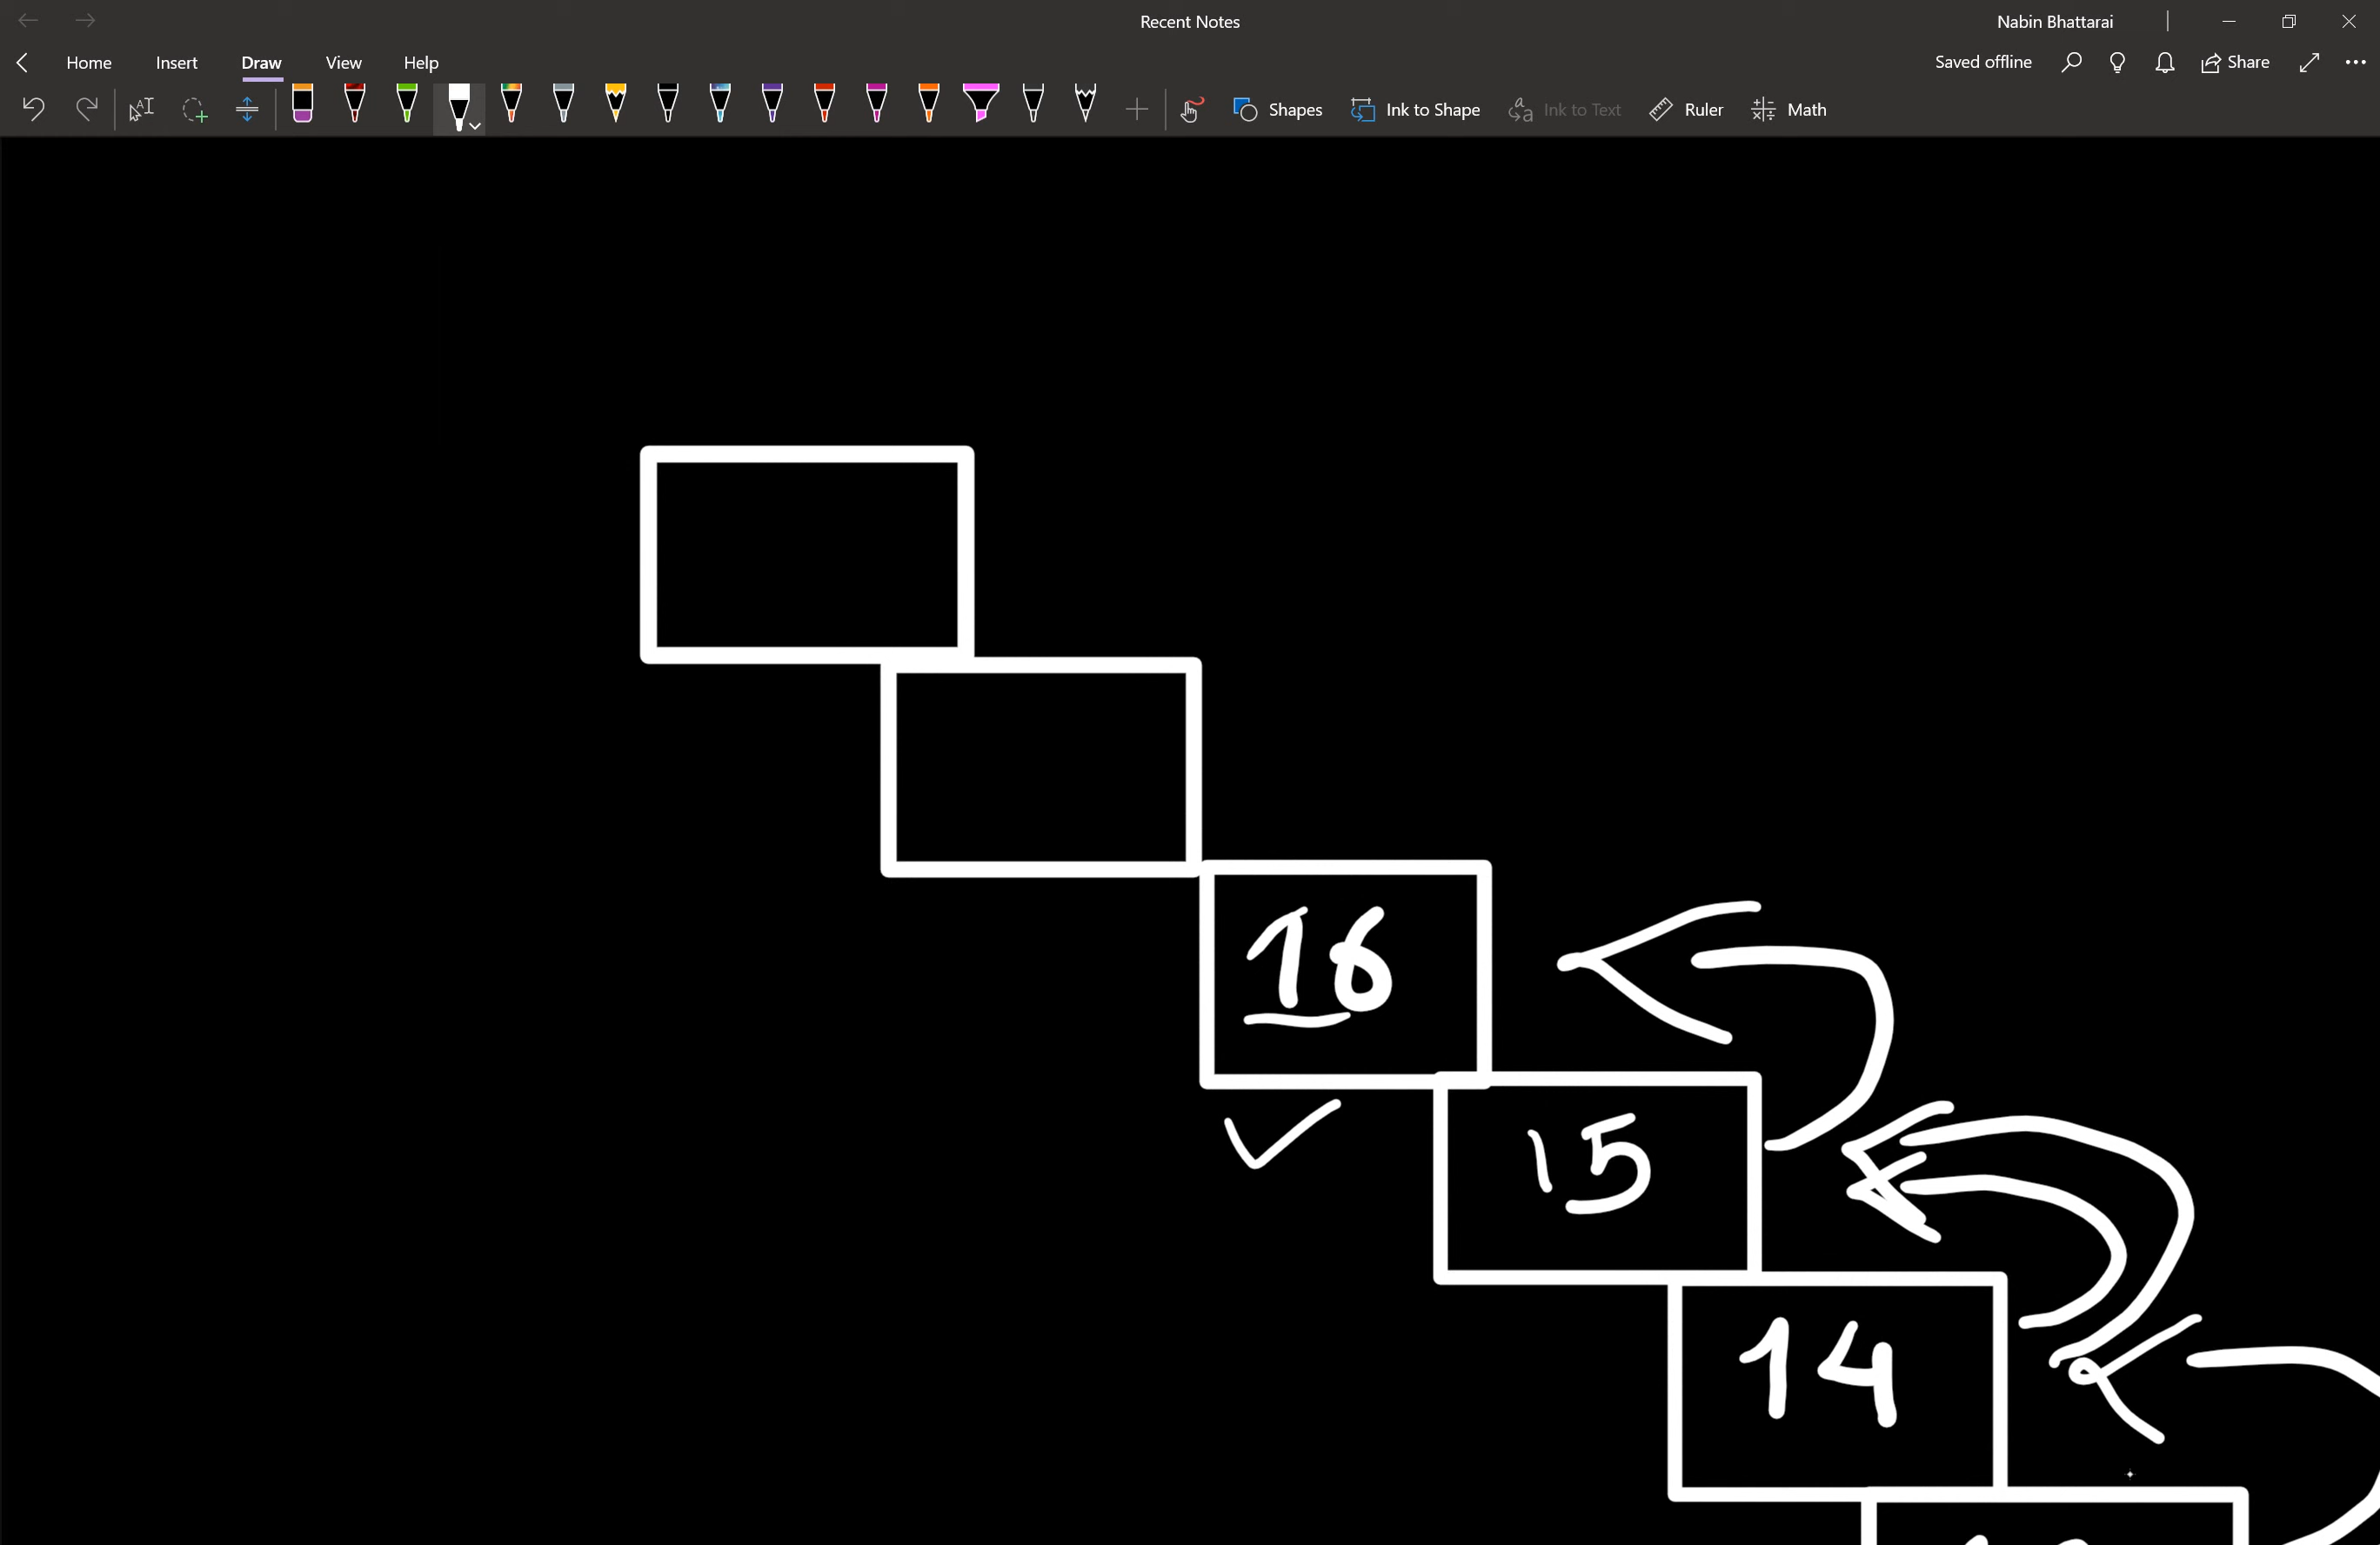 Recent Notes
Nabin Bhattarai
Home Insert Draw View Help
Saved offline
Share
Shapes Ink to Shape Ink to Text Ruler Math
16
15
14